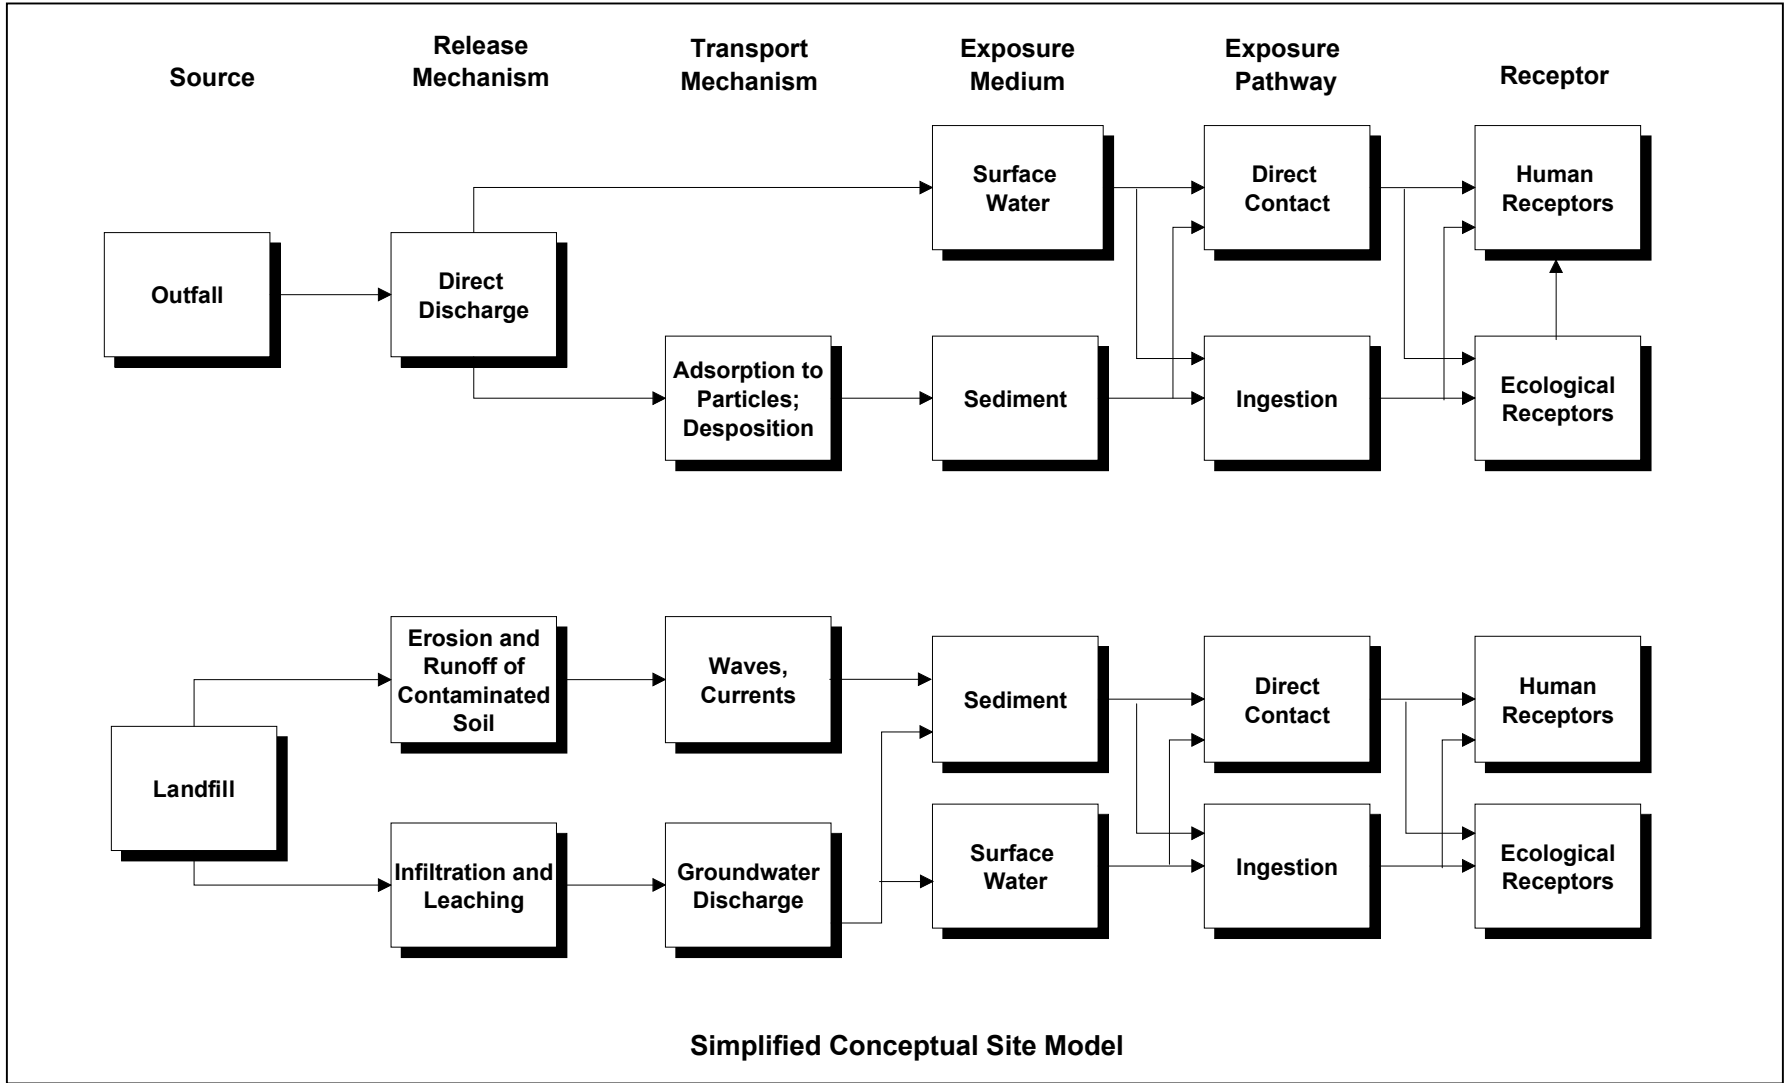 Source
Release
Mechanism
Transport
Mechanism
Exposure
Medium
Exposure
Pathway
Receptor
Outfall
Direct
Discharge
Adsorption to
Particles;
Desposition
Surface
Water
Sediment
Direct
Contact
Ingestion
Human
Receptors
Ecological
Receptors
Landfill
Erosion and
Runoff of
Contaminated
Soil
Infiltration and
Leaching
Waves,
Currents
Groundwater
Discharge
Sediment
Surface
Water
Direct
Contact
Ingestion
Human
Receptors
Ecological
Receptors
Simplified Conceptual Site Model